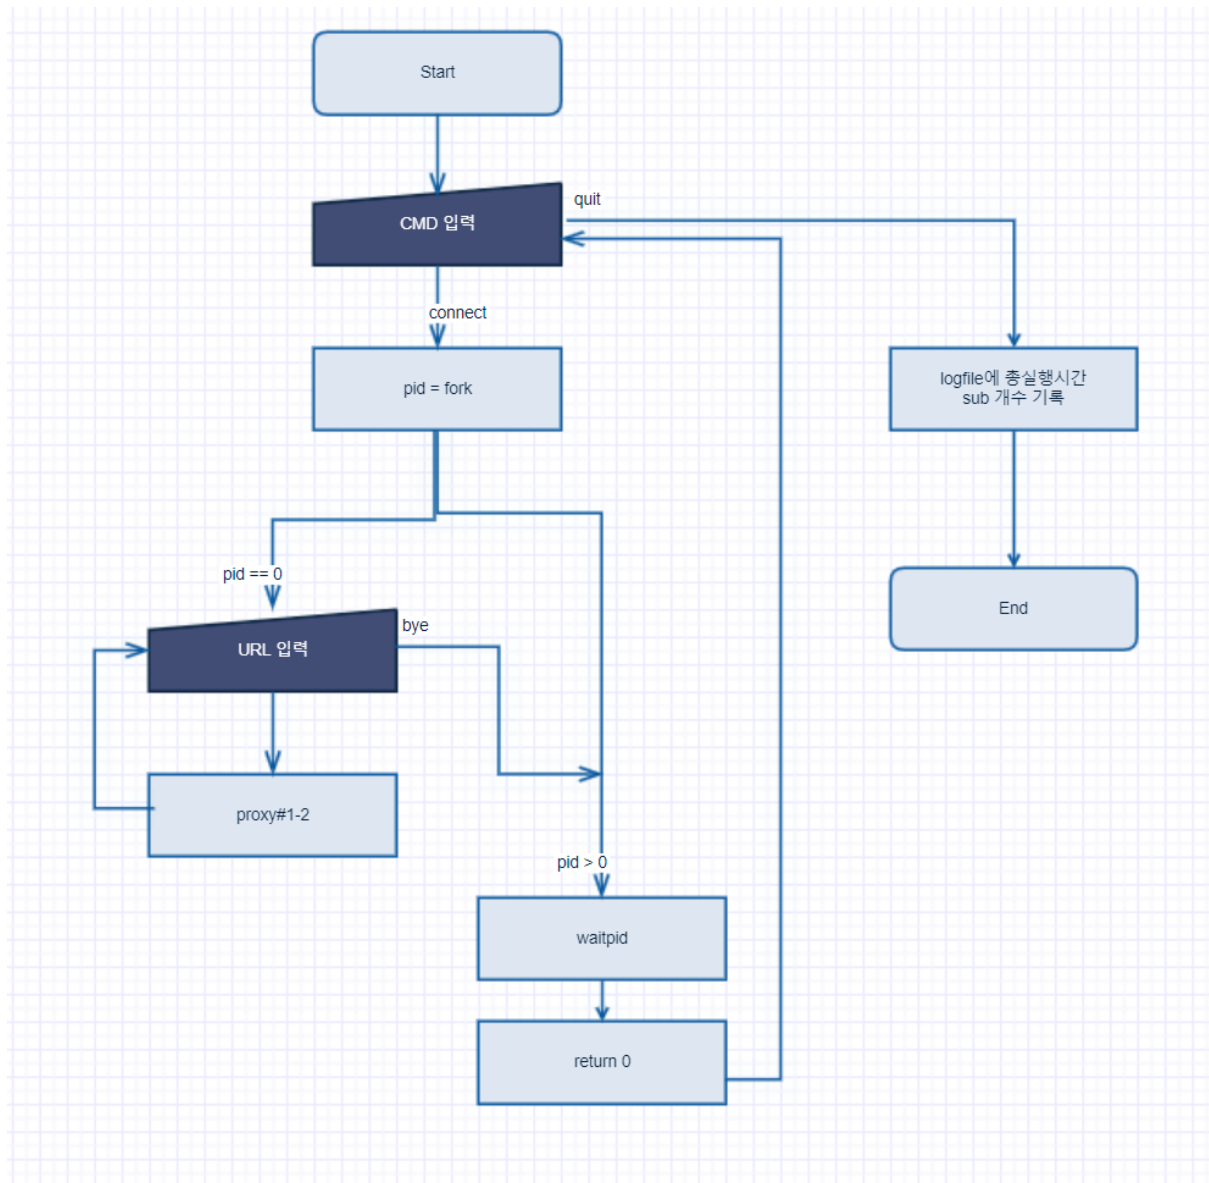 Start
CMD 입력
quit
connect
pid = fork
logfile에 총실행시간
sub 개수 기록
pid == 0
End
URL 입력
bye
proxy#1-2
pid > 0
waitpid
return 0